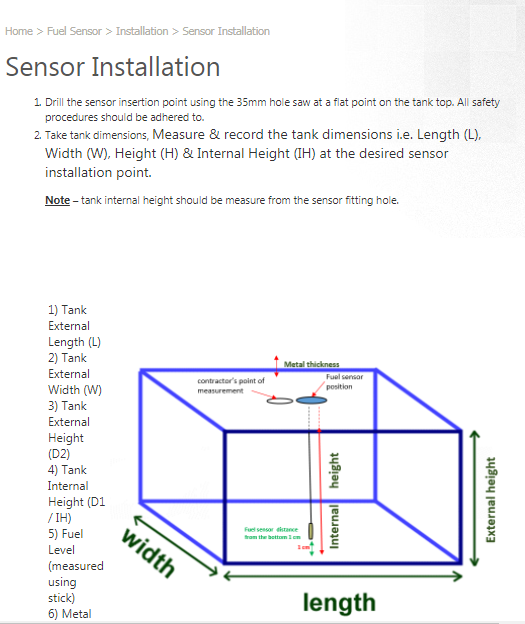 Home > Fuel Sensor > Installation > Sensor Installation
Sensor Installation
1. Drill the sensor insertion point using the 35mm hole saw at a flat point on the tank top. All safety
procedures should be adhered to.
2. Take tank dimensions, Measure & record the tank dimensions i.e. Length (L),
Width (W), Height (H) & Internal Height (IH) at the desired sensor
installation point.
Note – tank internal height should be measure from the sensor fitting hole.
1) Tank
External
Length (L)
2) Tank
External
Width (W)
3) Tank
External
Height
(D2)
4) Tank
Internal
Height (D1
/ IH)
5) Fuel
Level
(measured
using
stick)
6) Metal
Metal thickness
contractor's point of
measurement
Fuel sensor
position
Internal height
External height
Fuel sensor distance
from the bottom 1 cm
1 cm
width
length